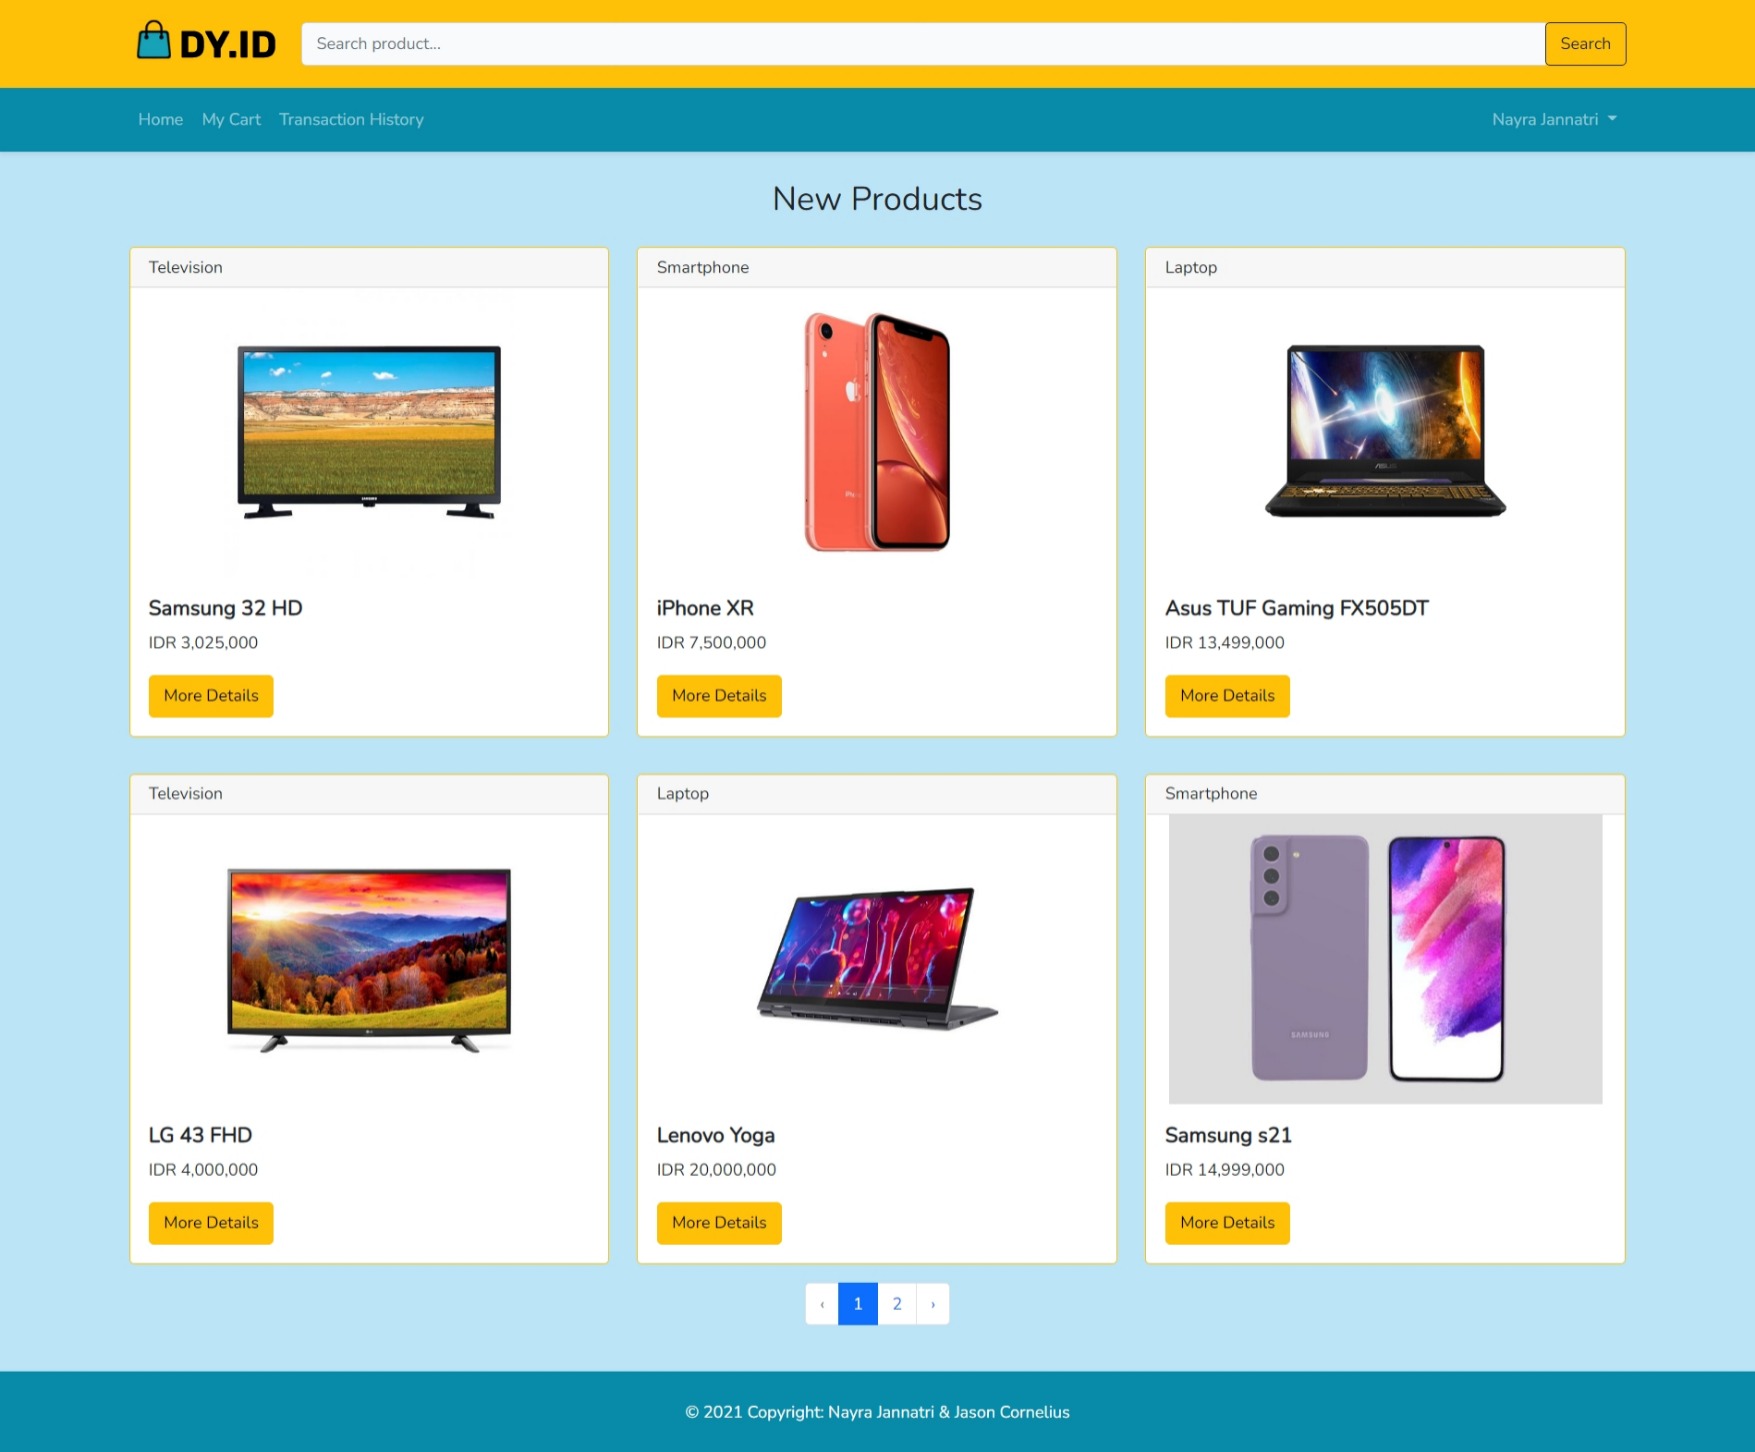 DY.ID
Search product...
Search
Home My Cart Transaction History
Nayra Jannatri
New Products
Television
Smartphone
Laptop
SAMSUNG
ASUS
Samsung 32 HD
IDR 3,025,000
More Details
iPhone XR
IDR 7,500,000
More Details
Asus TUF Gaming FX505DT
IDR 13,499,000
More Details
Television
Laptop
Smartphone
LG
SAMSUNG
LG 43 FHD
IDR 4,000,000
More Details
Lenovo Yoga
IDR 20,000,000
More Details
Samsung s21
IDR 14,999,000
More Details
‹ 1 2 ›
© 2021 Copyright: Nayra Jannatri & Jason Cornelius